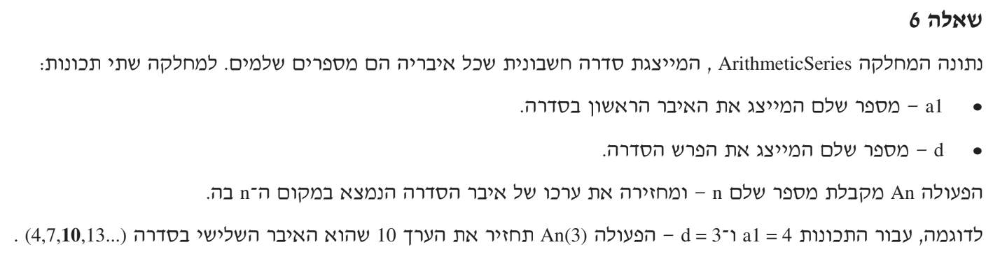 שאלה 6
נתונה המחלקה ArithmeticSeries , המייצגת סדרה חשבונית שכל איבריה הם מספרים שלמים. למחלקה שתי תכונות:
• a1 – מספר שלם המייצג את האיבר הראשון בסדרה.
• d – מספר שלם המייצג את הפרש הסדרה.
הפעולה An מקבלת מספר שלם n – ומחזירה את ערכו של איבר הסדרה הנמצא במקום ה־n בה.
לדוגמה, עבור התכונות a1 = 4 ו־d = 3 – הפעולה An(3) תחזיר את הערך 10 שהוא האיבר השלישי בסדרה (4,7,10,13...) .